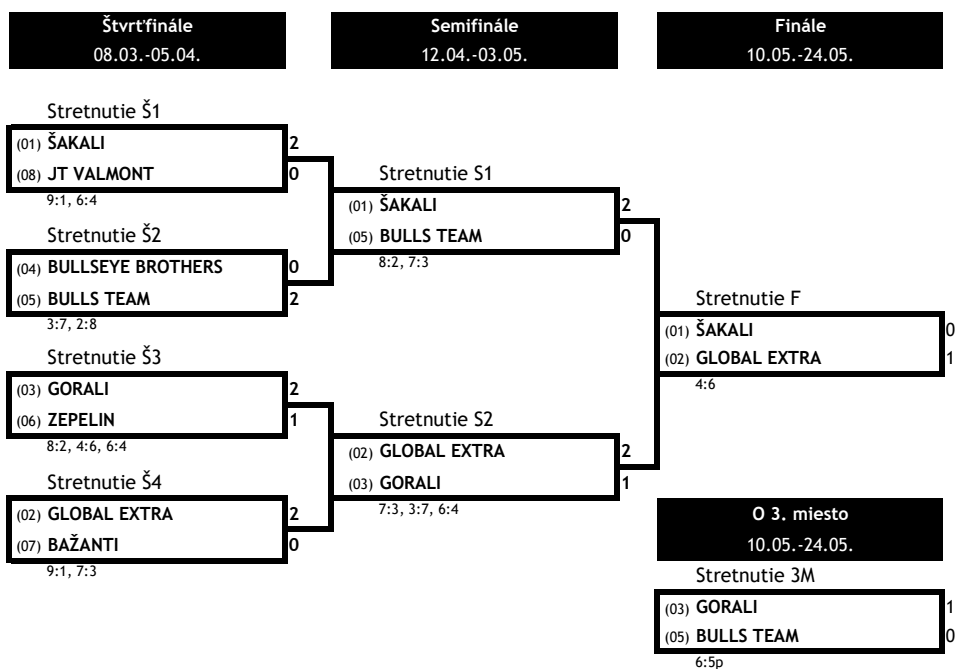 Štvrťfinále
08.03.-05.04.
Semifinále
12.04.-03.05.
Finále
10.05.-24.05.
Stretnutie Š1
(01) ŠAKALI 2
(08) JT VALMONT 0
9:1, 6:4
Stretnutie Š2
(04) BULLSEYE BROTHERS 0
(05) BULLS TEAM 2
3:7, 2:8
Stretnutie Š3
(03) GORALI 2
(06) ZEPELIN 1
8:2, 4:6, 6:4
Stretnutie Š4
(02) GLOBAL EXTRA 2
(07) BAŽANTI 0
9:1, 7:3
Stretnutie S1
(01) ŠAKALI 2
(05) BULLS TEAM 0
8:2, 7:3
Stretnutie S2
(02) GLOBAL EXTRA 2
(03) GORALI 1
7:3, 3:7, 6:4
Stretnutie F
(01) ŠAKALI 0
(02) GLOBAL EXTRA 1
4:6
O 3. miesto
10.05.-24.05.
Stretnutie 3M
(03) GORALI 1
(05) BULLS TEAM 0
6:5p